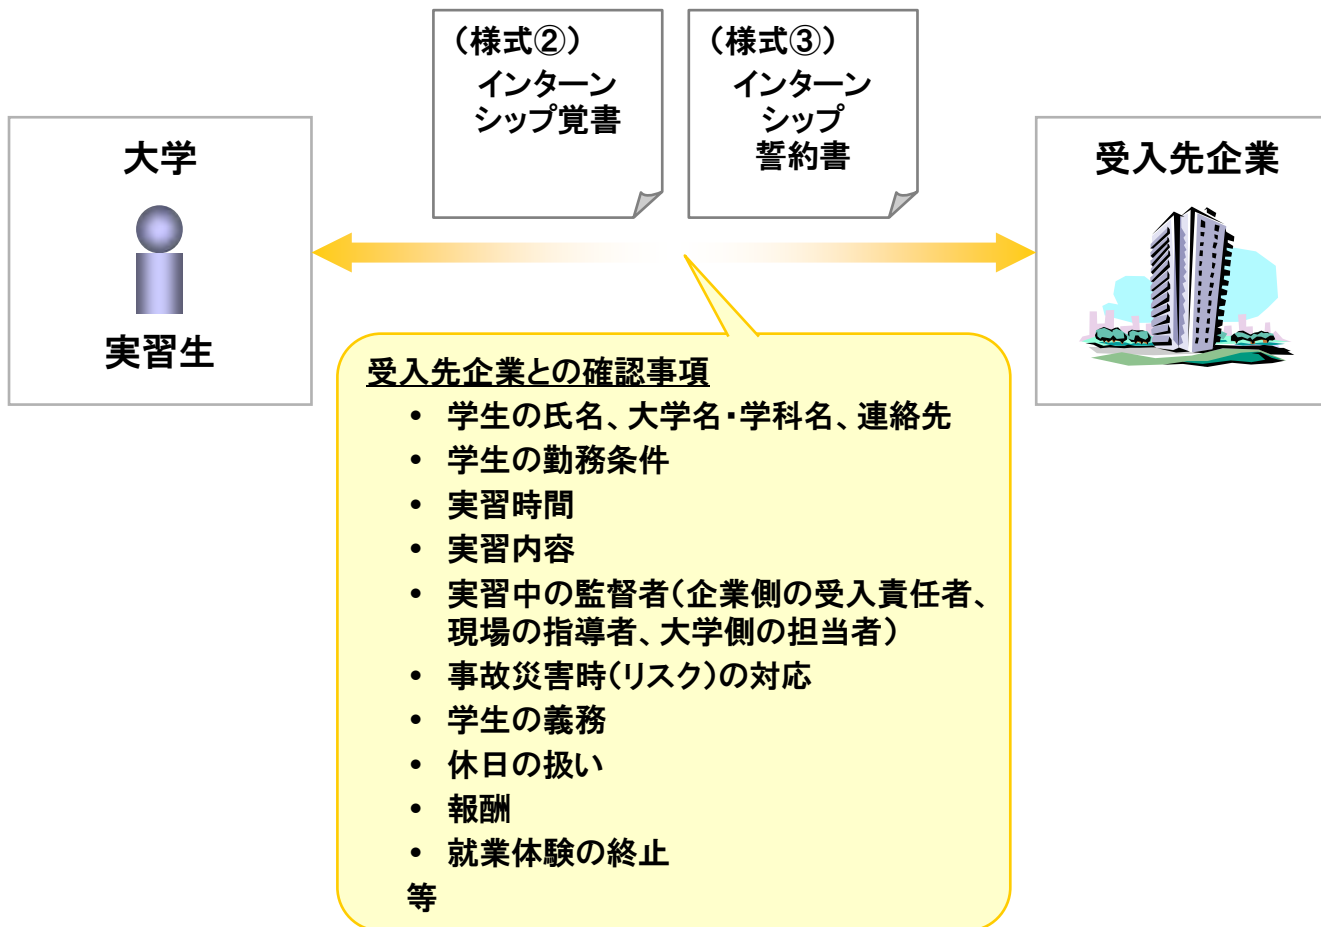 （様式②）
インターン
シップ覚書
（様式③）
インターン
シップ
誓約書
大学
実習生
受入先企業
受入先企業との確認事項
• 学生の氏名、大学名・学科名、連絡先
• 学生の勤務条件
• 実習時間
• 実習内容
• 実習中の監督者（企業側の受入責任者、
現場の指導者、大学側の担当者）
• 事故災害時（リスク）の対応
• 学生の義務
• 休日の扱い
• 報酬
• 就業体験の終止
等